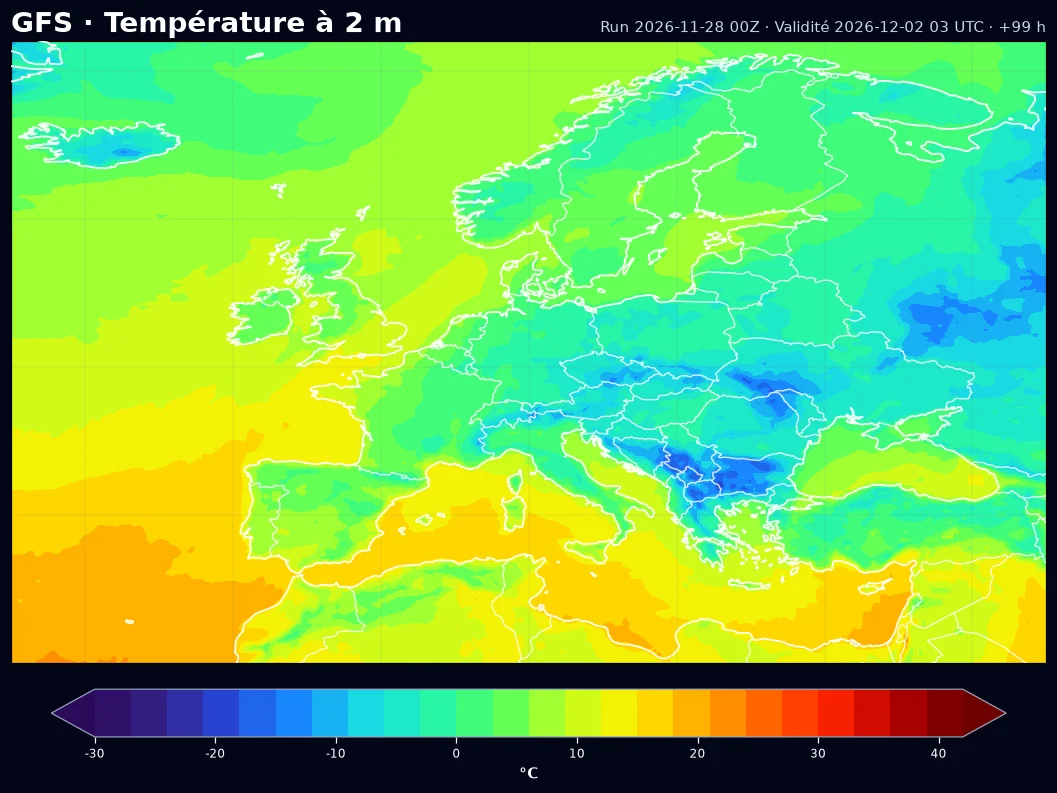 GFS · Température à 2 m
Run 2026-11-28 00Z · Validité 2026-12-02 03 UTC · +99 h
-30 -20 -10 0 10 20 30 40
°C